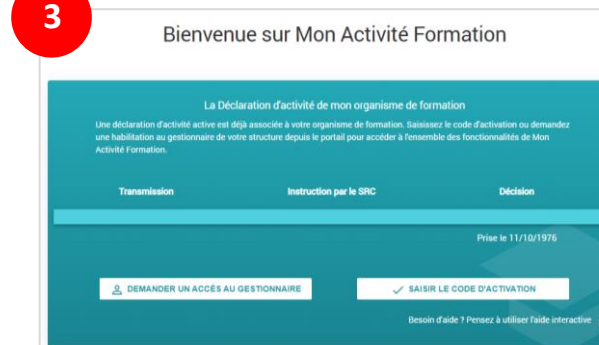 3
Bienvenue sur Mon Activité Formation
La Déclaration d'activité de mon organisme de formation
Une déclaration d'activité active est déjà associée à votre organisme de formation. Saisissez le code d'activation ou demandez
une habilitation au gestionnaire de votre structure depuis le portail pour accéder à l'ensemble des fonctionnalités de Mon
Activité Formation.
Transmission Instruction par le SRC Décision
Prise le 11/10/1976
DEMANDER UN ACCÉS AU GESTIONNAIRE SAISIR LE CODE D'ACTIVATION
Besoin d'aide ? Pensez à utiliser l'aide interactive